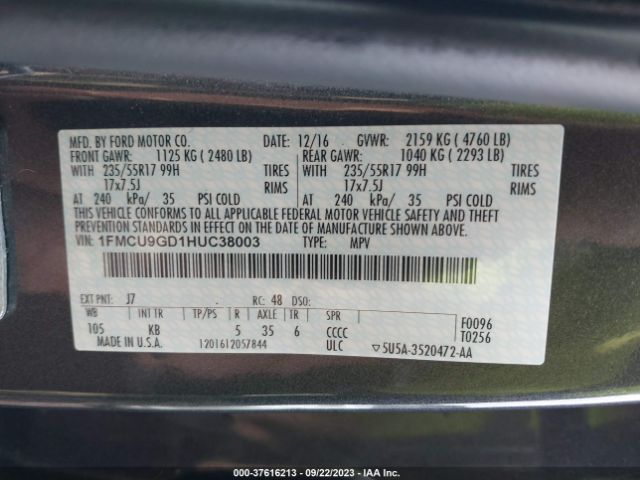 MFD. BY FORD MOTOR CO. DATE: 12/16 GVWR: 2159 KG ( 4760 LB)
FRONT GAWR: 1125 KG ( 2480 LB) REAR GAWR: 1040 KG ( 2293 LB)
WITH 235/55R17 99H TIRES WITH 235/55R17 99H TIRES
17x7.5J RIMS 17x7.5J RIMS
AT 240 kPa/ 35 PSI COLD AT 240 kPa/ 35 PSI COLD
THIS VEHICLE CONFORMS TO ALL APPLICABLE FEDERAL MOTOR VEHICLE SAFETY AND THEFT
PREVENTION STANDARDS IN EFFECT ON THE DATE OF MANUFACTURE SHOWN ABOVE.
VIN: 1FMCU9GD1HUC38003 TYPE: MPV
EXT PNT: J7 RC: 48 DSO:
WB INT TR TP/PS R AXLE TR SPR
105 KB 5 35 6 CCCC
F0096
T0256
MADE IN U.S.A. 1201612057844 ULC ▽5U5A-3520472-AA
000-37616213 - 09/22/2023 - IAA Inc.